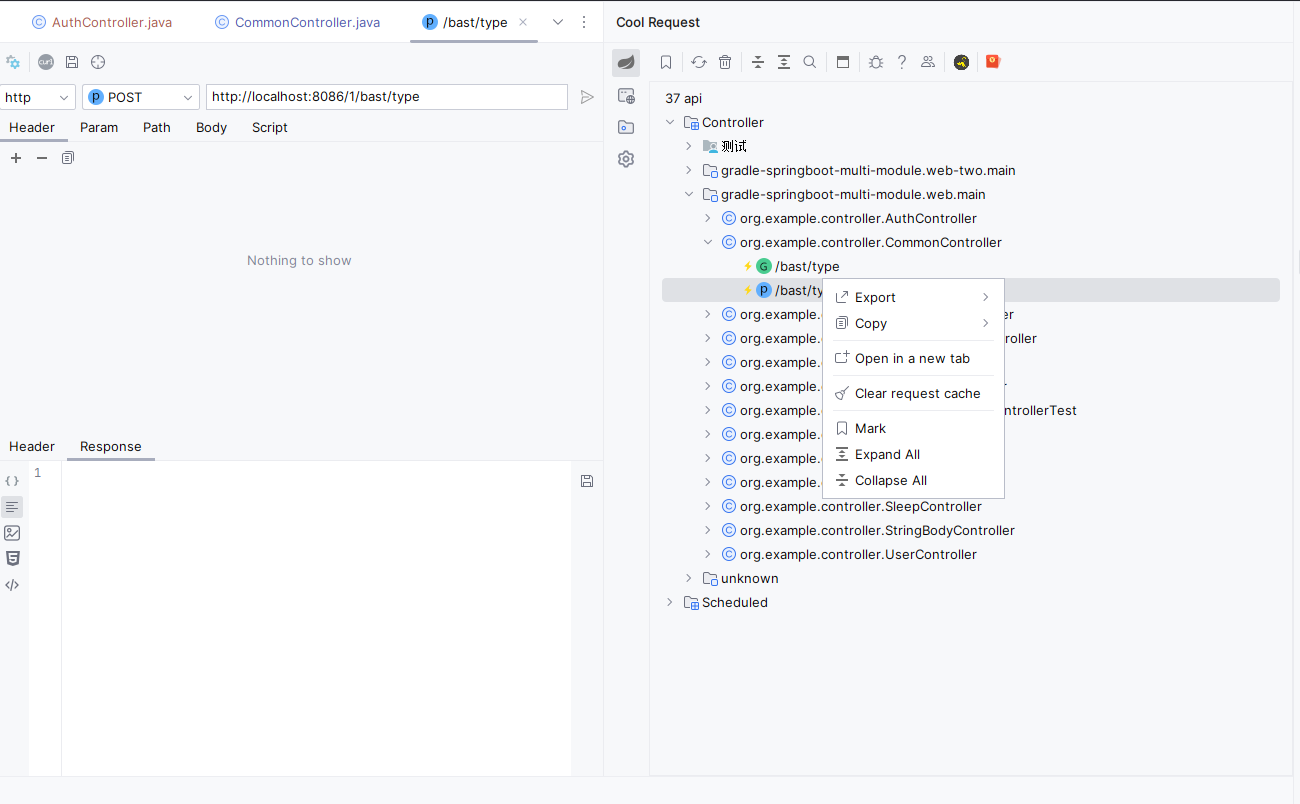 AuthController.java
CommonController.java
/bast/type
Cool Request
curl
http
POST
http://localhost:8086/1/bast/type
Header
Param
Path
Body
Script
Nothing to show
Header
Response
1
37 api
Controller
测试
gradle-springboot-multi-module.web-two.main
gradle-springboot-multi-module.web.main
org.example.controller.AuthController
org.example.controller.CommonController
/bast/type
/bast/ty
org.example.
er
org.example.
roller
org.example.
org.example.
r
org.example.
ntrollerTest
org.example.
org.example.
org.example.
org.example.controller.SleepController
org.example.controller.StringBodyController
org.example.controller.UserController
unknown
Scheduled
Export
Copy
Open in a new tab
Clear request cache
Mark
Expand All
Collapse All